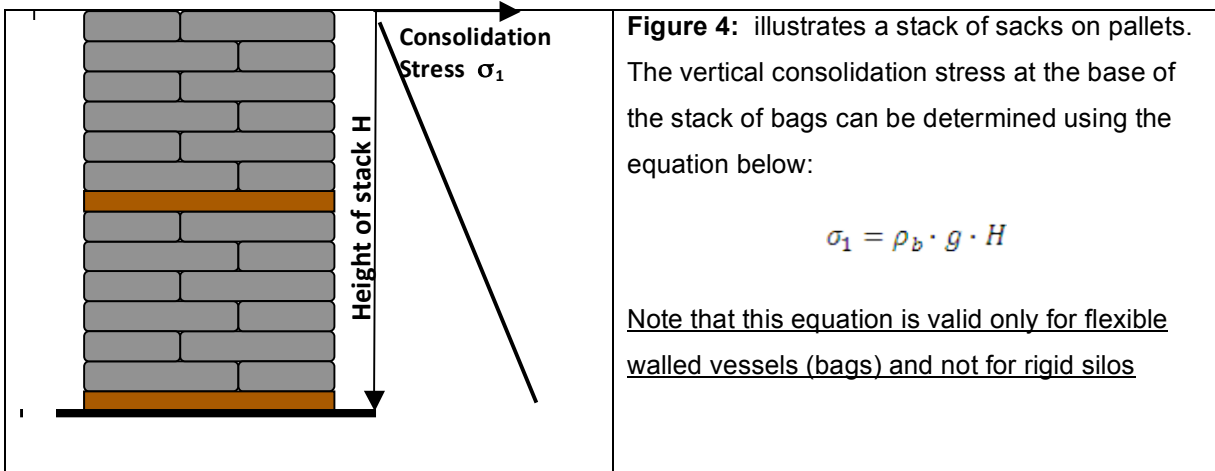 Consolidation
Stress σ₁
Height of stack H
Figure 4: illustrates a stack of sacks on pallets.
The vertical consolidation stress at the base of
the stack of bags can be determined using the
equation below:
σ₁ = ρ_b · g · H
Note that this equation is valid only for flexible
walled vessels (bags) and not for rigid silos